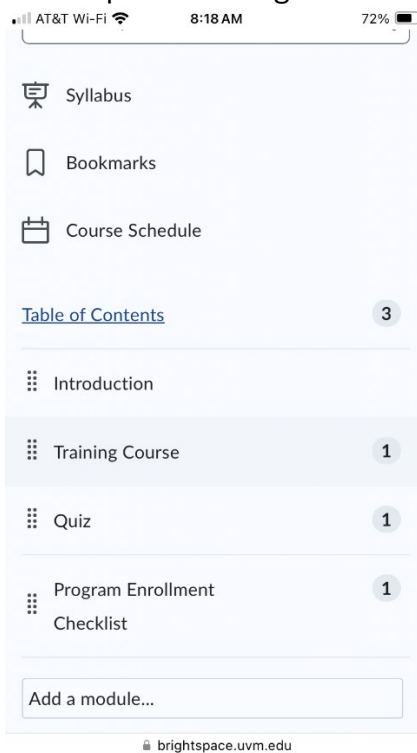 AT&T Wi-Fi 8:18 AM 72%
Syllabus
Bookmarks
Course Schedule
Table of Contents 3
Introduction
Training Course 1
Quiz 1
Program Enrollment 1
Checklist
Add a module...
brightspace.uvm.edu